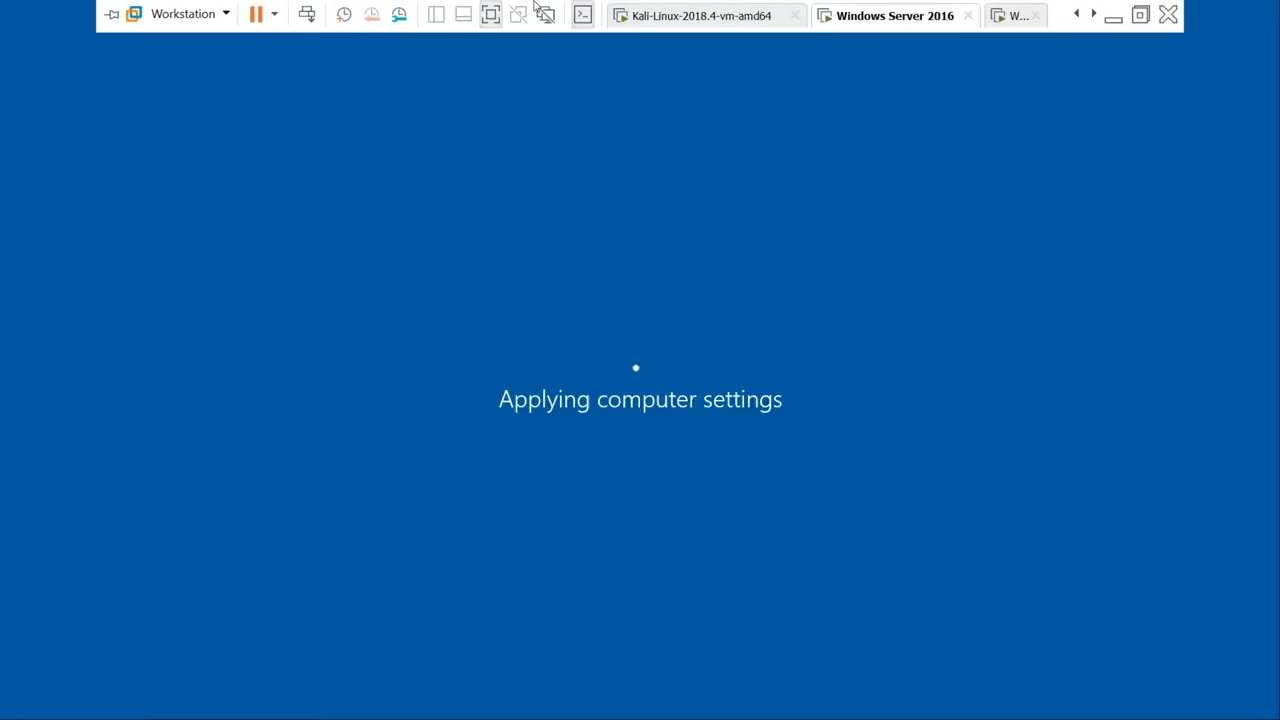 Workstation
Kali-Linux-2018.4-vm-amd64
Windows Server 2016
W...
Applying computer settings